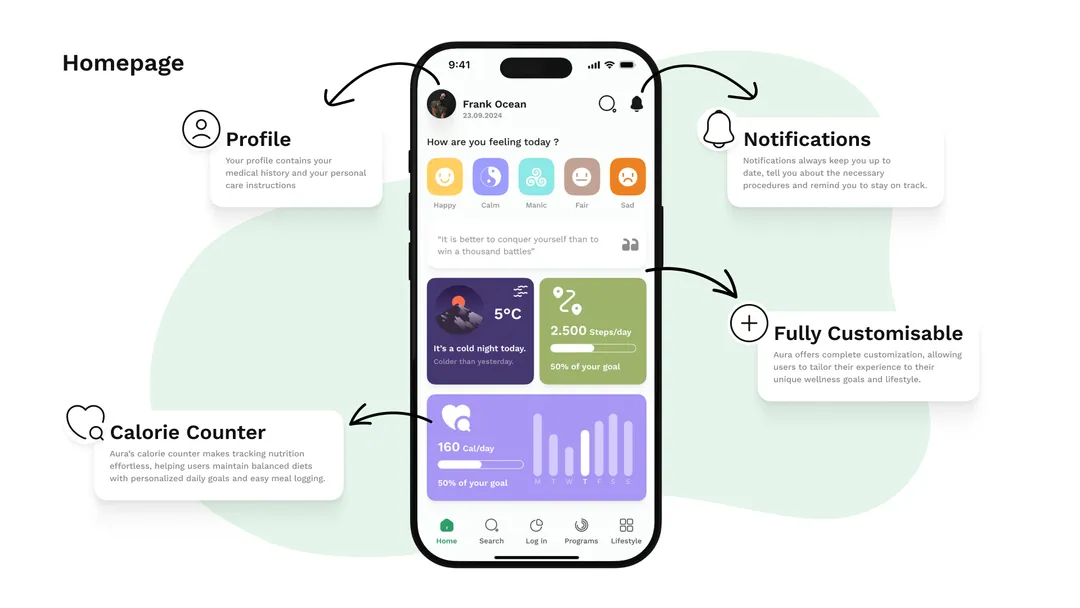 Homepage
Profile
Your profile contains your
medical history and your personal
care instructions
Calorie Counter
Aura's calorie counter makes tracking nutrition
effortless, helping users maintain balanced diets
with personalized daily goals and easy meal logging.
9:41
Frank Ocean
23.09.2024
How are you feeling today ?
Happy Calm Manic Fair Sad
"It is better to conquer yourself than to
win a thousand battles"
5°C
It's a cold night today.
Colder than yesterday.
2.500 Steps/day
50% of your goal
160 Cal/day
50% of your goal
M T W T F S S
Home Search Log in Programs Lifestyle
Notifications
Notifications always keep you up to
date, tell you about the necessary
procedures and remind you to stay on track.
Fully Customisable
Aura offers complete customization, allowing
users to tailor their experience to their
unique wellness goals and lifestyle.